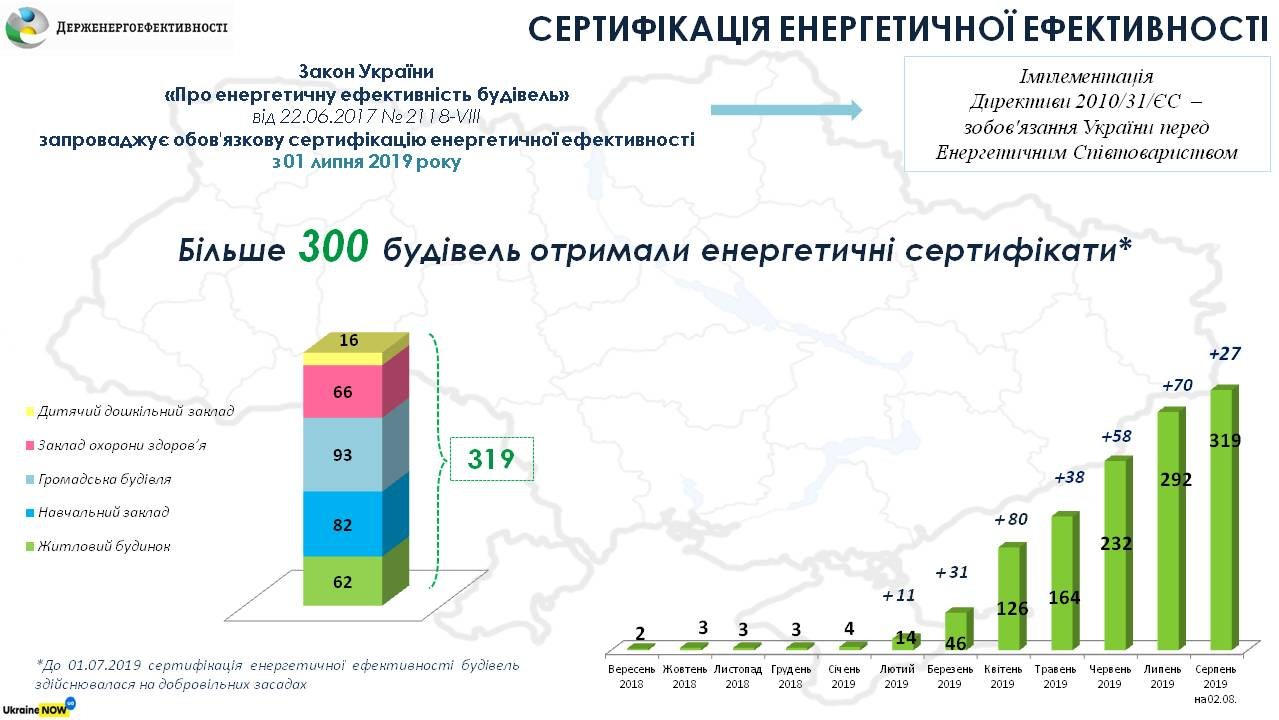 ДЕРЖЕНЕРГОЕФЕКТИВНОСТІ
СЕРТИФІКАЦІЯ ЕНЕРГЕТИЧНОЇ ЕФЕКТИВНОСТІ
Закон України
«Про енергетичну ефективність будівель»
від 22.06.2017 № 2118-VIII
запроваджує обов'язкову сертифікацію енергетичної ефективності
з 01 липня 2019 року
Імплементація
Директиви 2010/31/ЄС –
зобов'язання України перед
Енергетичним Співтовариством
Більше 300 будівель отримали енергетичні сертифікати*
Дитячий дошкільний заклад
Заклад охорони здоров’я
Громадська будівля
Навчальний заклад
Житловий будинок
16
66
93
82
62
319
+ 11
+ 31
+ 80
+38
+58
+70
+27
2
3
3
3
4
14
46
126
164
232
292
319
Вересень 2018
Жовтень 2018
Листопад 2018
Грудень 2018
Січень 2019
Лютий 2019
Березень 2019
Квітень 2019
Травень 2019
Червень 2019
Липень 2019
Серпень 2019 на 02.08.
*До 01.07.2019 сертифікація енергетичної ефективності будівель
здійснювалася на добровільних засадах
Ukraine NOW ua